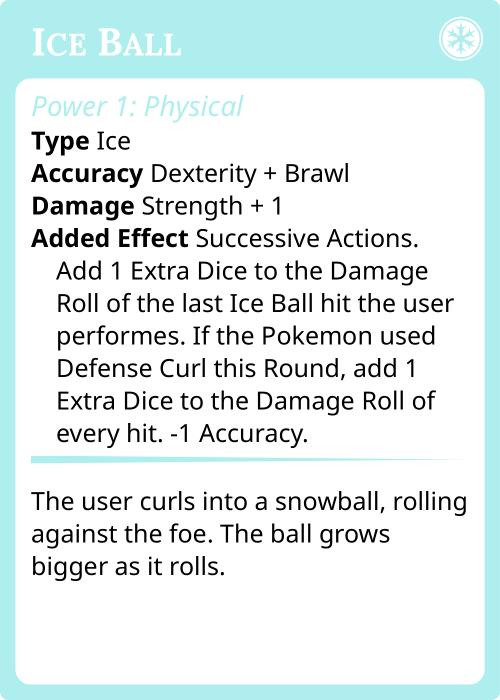 Ice Ball
Power 1: Physical
Type Ice
Accuracy Dexterity + Brawl
Damage Strength + 1
Added Effect Successive Actions.
Add 1 Extra Dice to the Damage
Roll of the last Ice Ball hit the user
performes. If the Pokemon used
Defense Curl this Round, add 1
Extra Dice to the Damage Roll of
every hit. -1 Accuracy.
The user curls into a snowball, rolling
against the foe. The ball grows
bigger as it rolls.